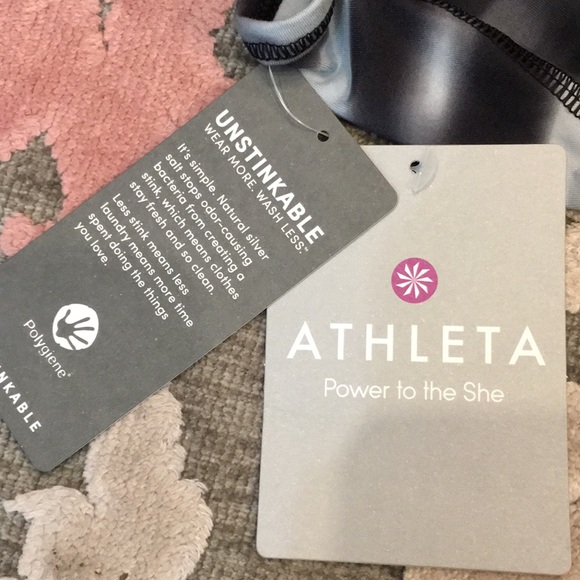 UNSTINKABLE
WEAR MORE. WASH LESS.™
It's simple. Natural silver
salt stops odor-causing
bacteria from creating a
stink, which means clothes
stay fresh and so clean.
Less stink means less
laundry means more time
spent doing the things
you love.
Polygiene®
NKABLE
ATHLETA
Power to the She